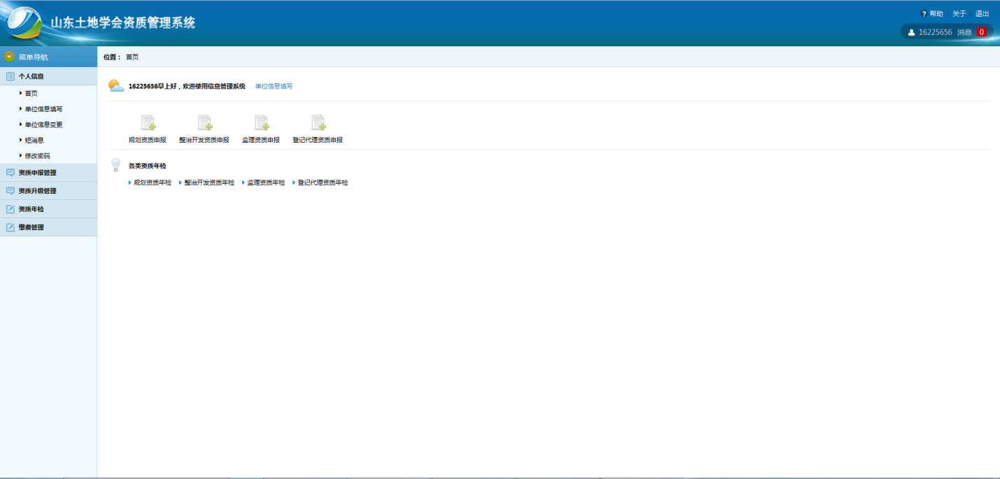 山东土地学会资质管理系统
帮助 关于 退出
16225656 消息 0
菜单导航
位置： 首页
个人信息
首页
单位信息填写
单位信息变更
短消息
修改密码
资质申报管理
资质升级管理
资质年检
缴费管理
16225656早上好，欢迎使用信息管理系统 单位信息填写
规划资质申报 整治开发资质申报 监理资质申报 登记代理资质申报
各类资质年检
规划资质年检 整治开发资质年检 监理资质年检 登记代理资质年检